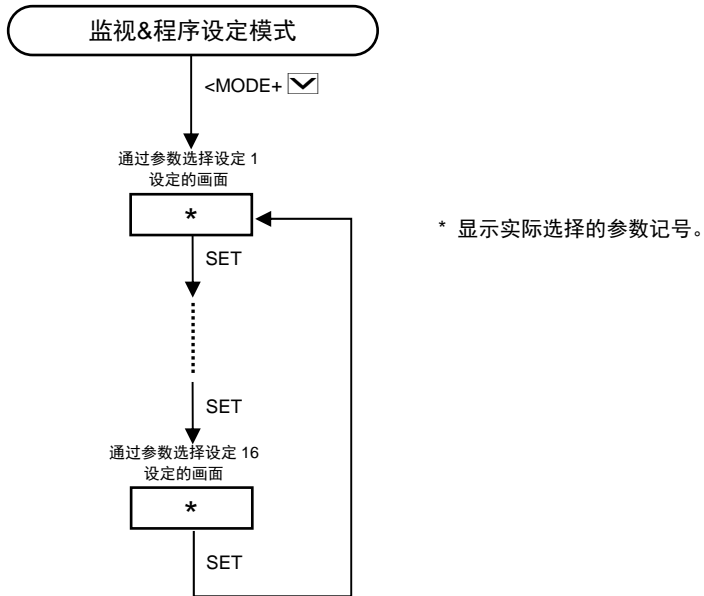 监视&程序设定模式
<MODE+
通过参数选择设定 1
设定的画面
*
* 显示实际选择的参数记号。
SET
SET
通过参数选择设定 16
设定的画面
*
SET